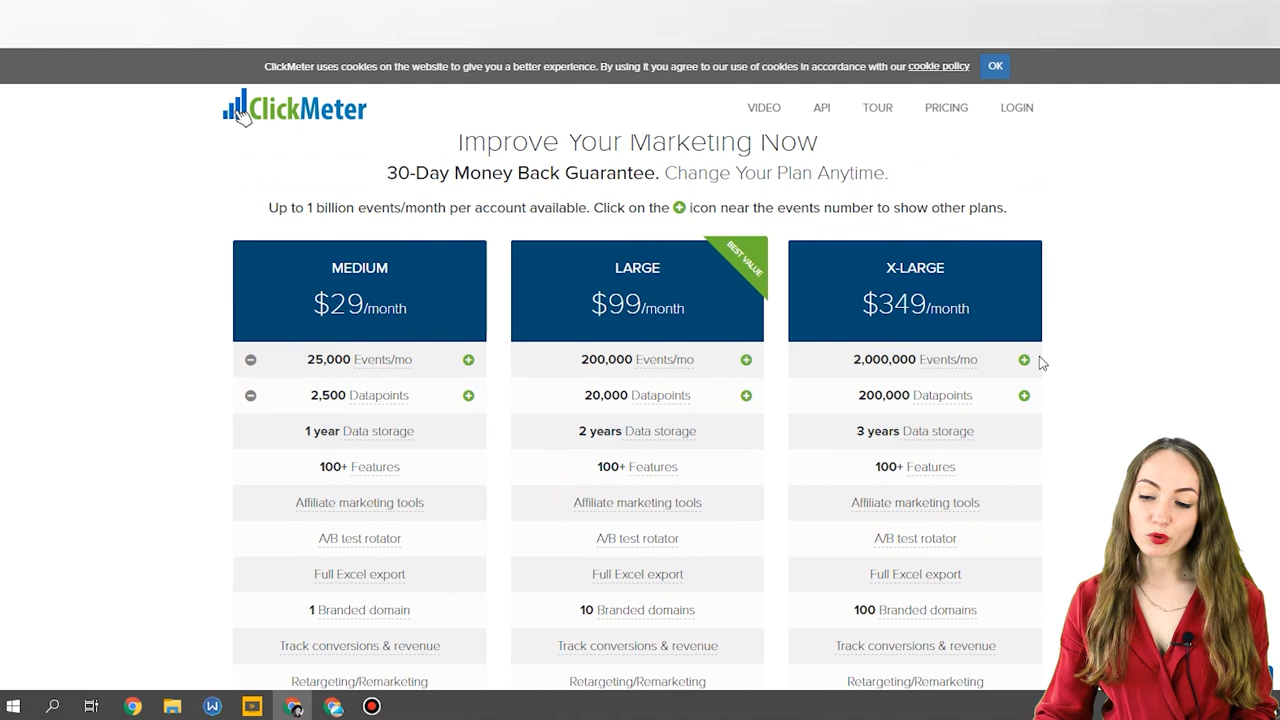 ClickMeter uses cookies on the website to give you a better experience. By using it you agree to our use of cookies in accordance with our cookie policy OK
ClickMeter VIDEO API TOUR PRICING LOGIN
Improve Your Marketing Now
30-Day Money Back Guarantee. Change Your Plan Anytime.
Up to 1 billion events/month per account available. Click on the icon near the events number to show other plans.
BEST VALUE
MEDIUM LARGE X-LARGE
$29/month $99/month $349/month
25,000 Events/mo 200,000 Events/mo 2,000,000 Events/mo
2,500 Datapoints 20,000 Datapoints 200,000 Datapoints
1 year Data storage 2 years Data storage 3 years Data storage
100+ Features 100+ Features 100+ Features
Affiliate marketing tools Affiliate marketing tools Affiliate marketing tools
A/B test rotator A/B test rotator A/B test rotator
Full Excel export Full Excel export Full Excel export
1 Branded domain 10 Branded domains 100 Branded domains
Track conversions & revenue Track conversions & revenue Track conversions & revenue
Retargeting/Remarketing Retargeting/Remarketing Retargeting/Remarketing